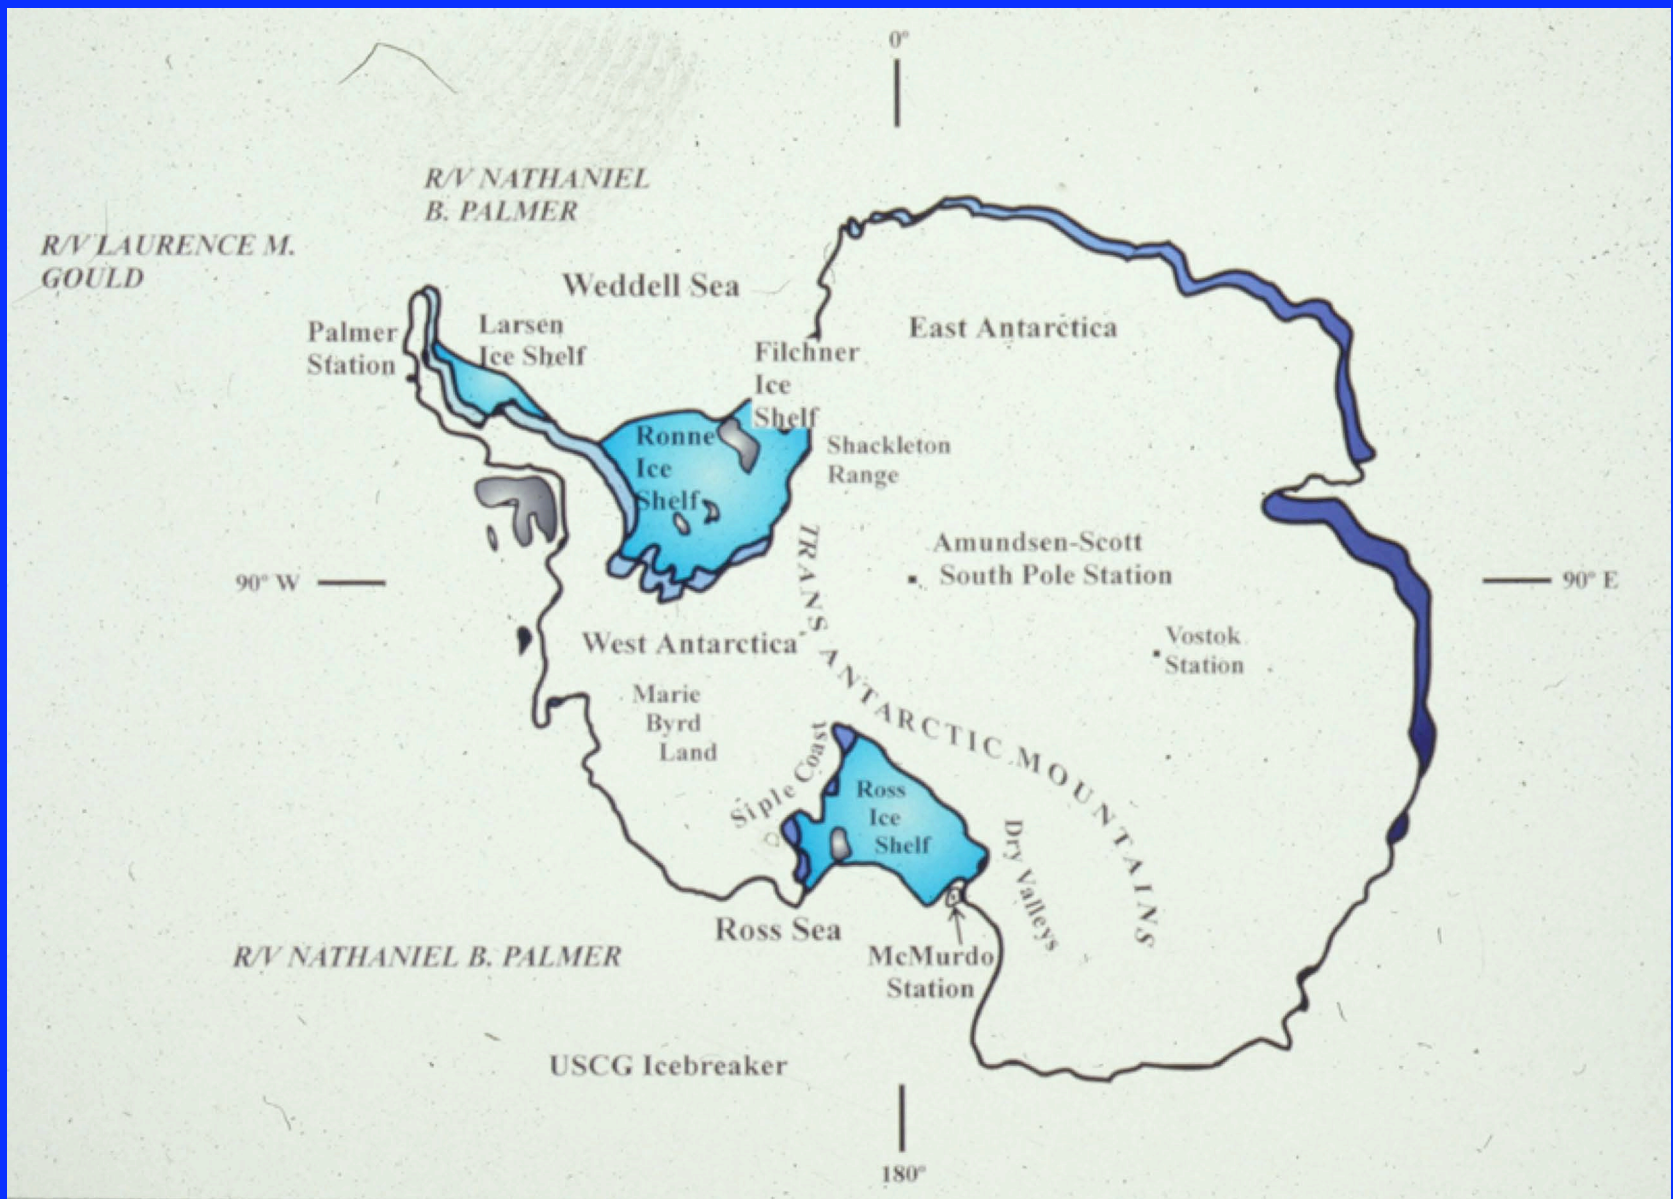 0°
R/V NATHANIEL
B. PALMER
R/V LAURENCE M.
GOULD
Weddell Sea
Palmer
Station
Larsen
Ice Shelf
East Antarctica
Filchner
Ice
Shelf
Ronne
Ice
Shelf
Shackleton
Range
Amundsen-Scott
South Pole Station
90° W
90° E
TRANS ANTARCTIC MOUNTAINS
West Antarctica
Vostok
Station
Marie
Byrd
Land
Siple Coast
Ross
Ice
Shelf
Dry Valleys
Ross Sea
R/V NATHANIEL B. PALMER
McMurdo
Station
USCG Icebreaker
180°